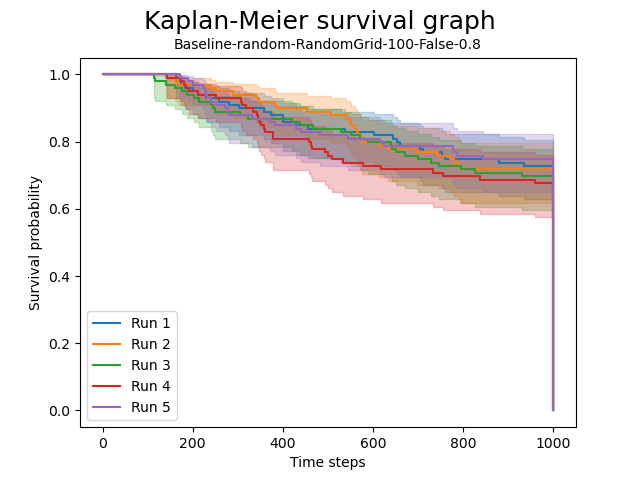 Kaplan-Meier survival graph
Baseline-random-RandomGrid-100-False-0.8
Survival probability
1.0
0.8
0.6
0.4
0.2
0.0
Run 1
Run 2
Run 3
Run 4
Run 5
0 200 400 600 800 1000
Time steps